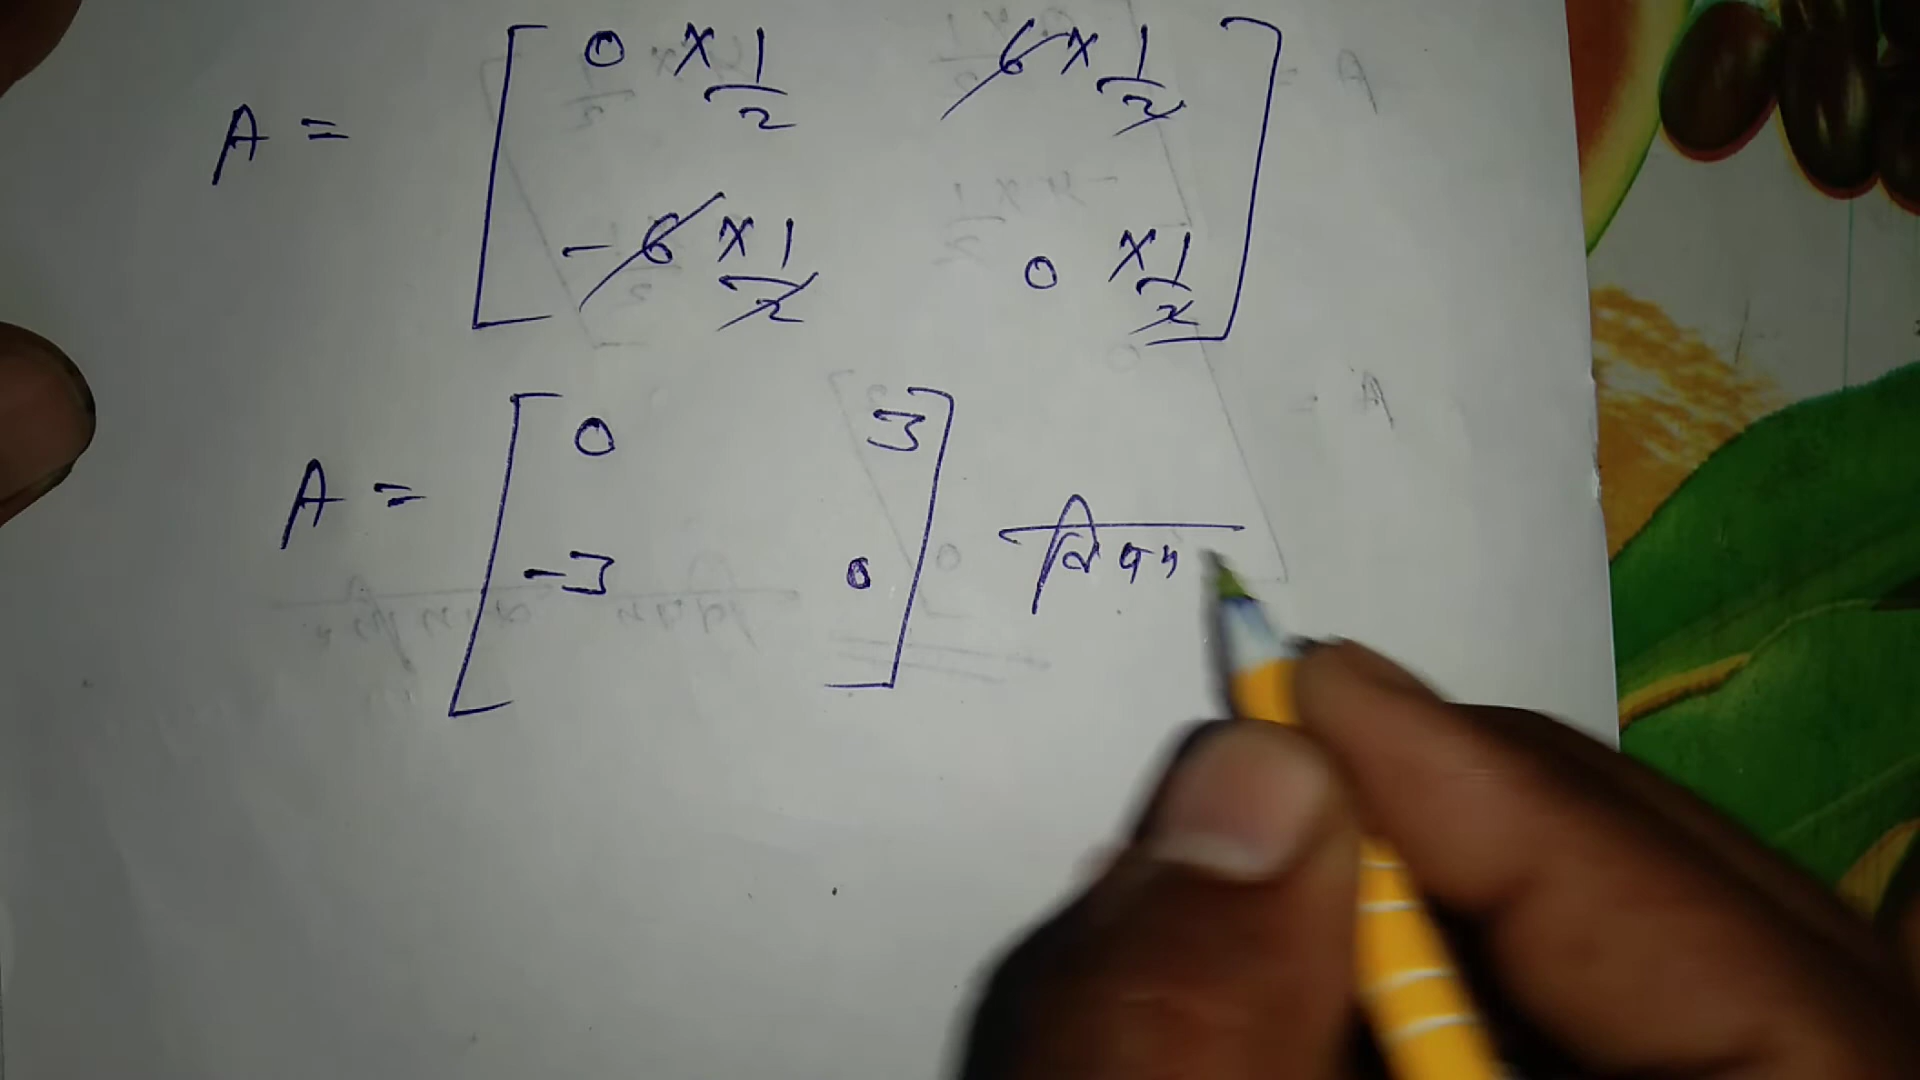 A = [ 0 × 1/2   6 × 1/2
-6 × 1/2   0 × 1/2 ]
A = [ 0   3
-3   0 ] विषम